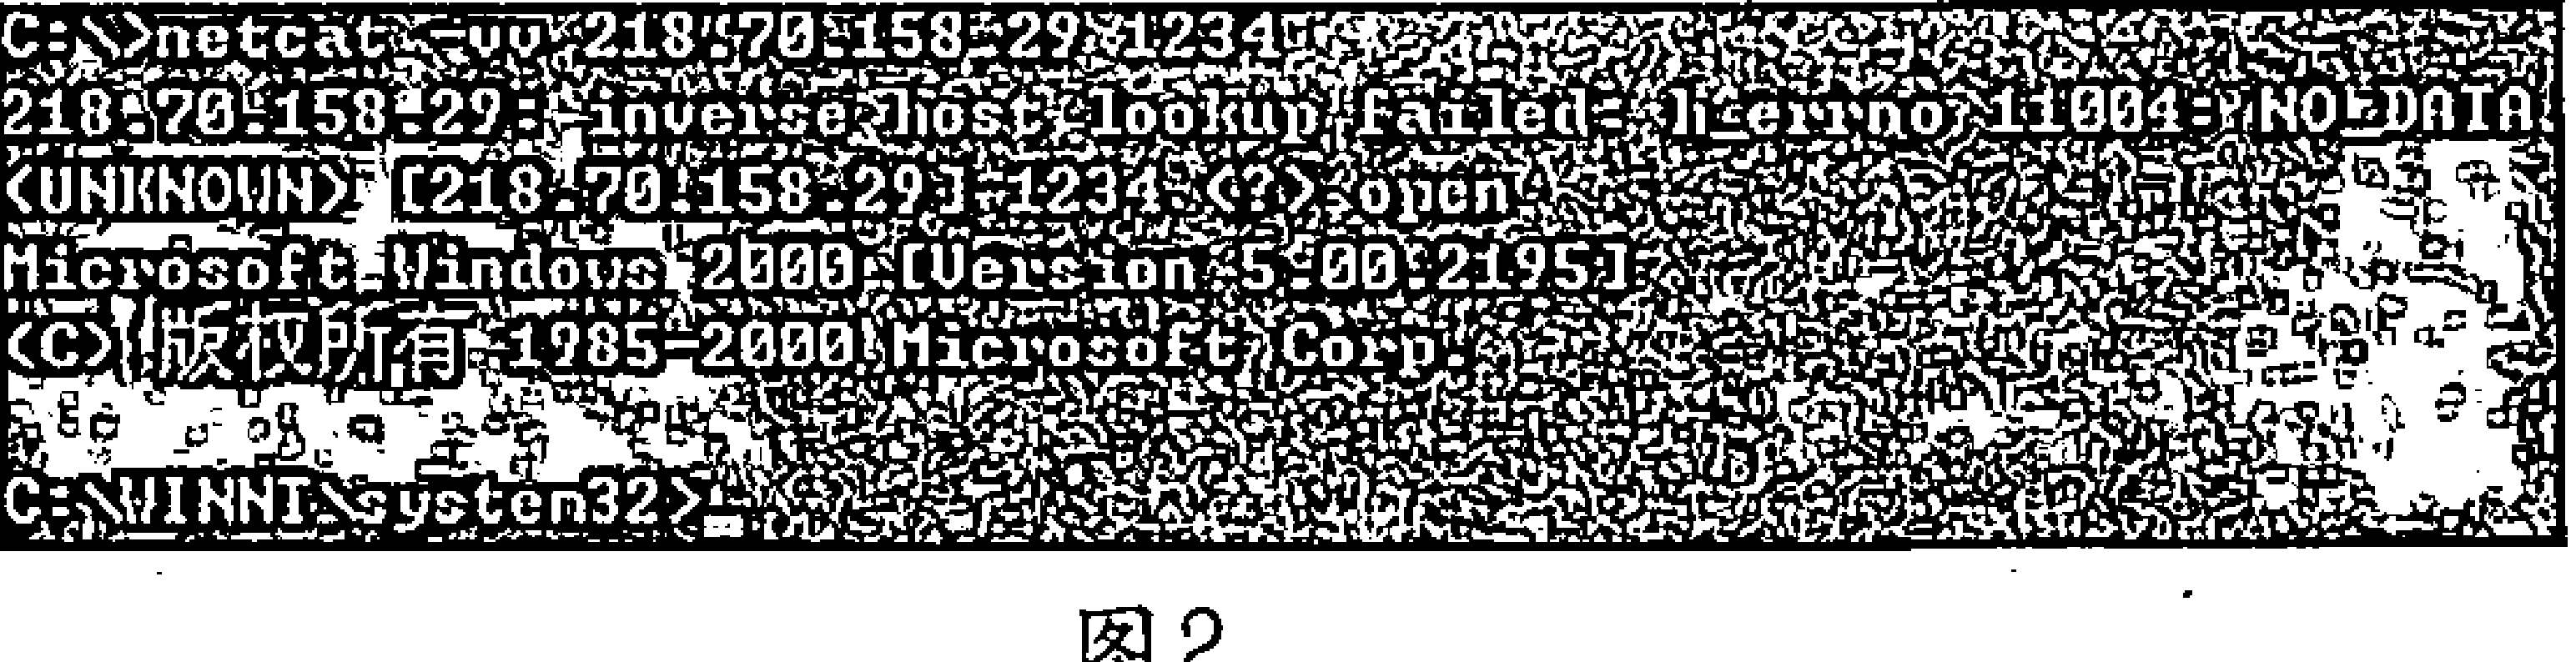 C:\>netcat -vv 218.70.158.29 1234
218.70.158.29: inverse host lookup failed: h_errno 11004: NO_DATA
<UNKNOWN> [218.70.158.29] 1234 <?> open
Microsoft Windows 2000 [Version 5.00.2195]
<C> 版权所有 1985-2000 Microsoft Corp.
C:\WINNT\system32>_
图2